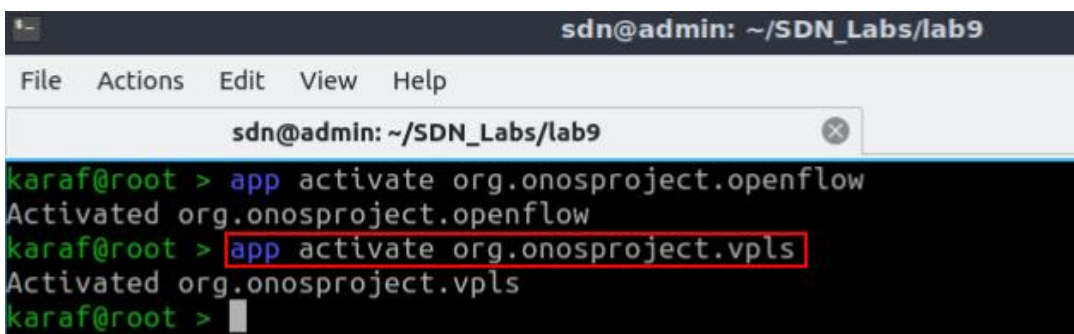 sdn@admin: ~/SDN_Labs/lab9
File Actions Edit View Help
sdn@admin: ~/SDN_Labs/lab9
karaf@root > app activate org.onosproject.openflow
Activated org.onosproject.openflow
karaf@root > app activate org.onosproject.vpls
Activated org.onosproject.vpls
karaf@root >